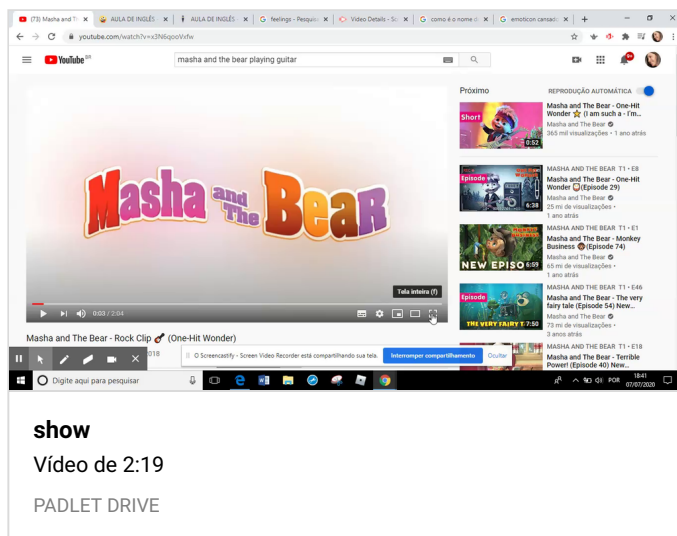 (73) Masha and T
AULA DE INGLÊS -
AULA DE INGLÊS -
feelings - Pesquis
Video Details - Sc
como é o nome d
emoticon cansad
youtube.com/watch?v=x3N6qooVxfw
YouTube BR
masha and the bear playing guitar
Masha and The Bear
Tela inteira (f)
0:03 / 2:04
Masha and The Bear - Rock Clip 🎸 (One-Hit Wonder)
2018
Próximo
REPRODUÇÃO AUTOMÁTICA
Short
0:52
Masha and The Bear - One-Hit
Wonder ⭐ (I am such a - I'm...
Masha and The Bear
365 mil visualizações • 1 ano atrás
Episode
6:38
MASHA AND THE BEAR T1 • E8
Masha and The Bear - One-Hit
Wonder (Episode 29)
Masha and The Bear
25 mi de visualizações •
1 ano atrás
NEW EPISO
6:59
MASHA AND THE BEAR T1 • E1
Masha and The Bear - Monkey
Business (Episode 74)
Masha and The Bear
65 mi de visualizações •
1 ano atrás
Episode
THE VERY FAIRY T
7:50
MASHA AND THE BEAR T1 • E46
Masha and the Bear - The very
fairy tale (Episode 54) New...
Masha and The Bear
73 mi de visualizações •
3 anos atrás
MASHA AND THE BEAR T1 • E18
Masha and The Bear - Terrible
Power! (Episode 40) New...
O Screencastify - Screen Video Recorder está compartilhando sua tela.
Interromper compartilhamento
Ocultar
Digite aqui para pesquisar
POR
18:41
07/07/2020
show
Vídeo de 2:19
PADLET DRIVE